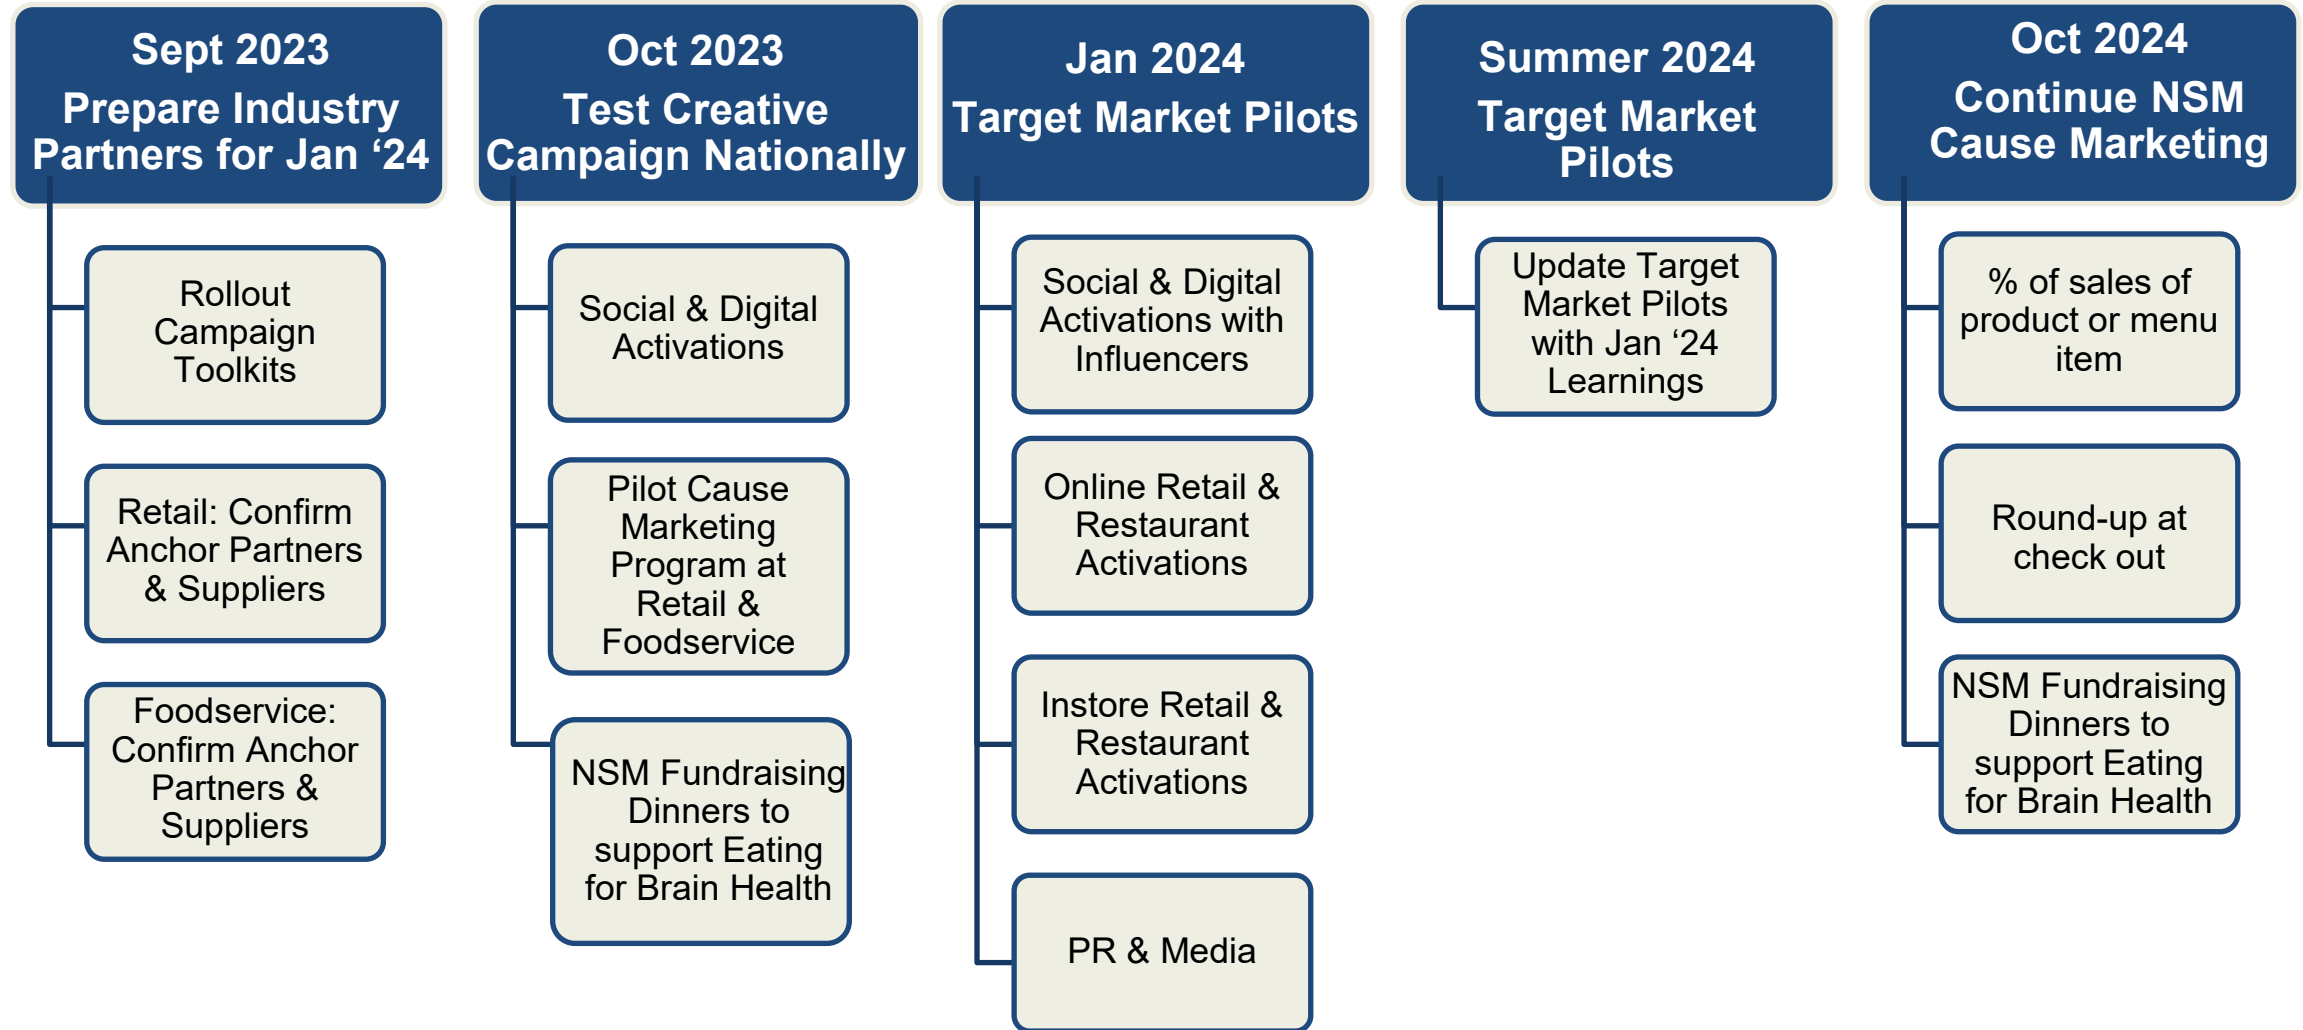 Sept 2023
Prepare Industry
Partners for Jan ‘24
Rollout
Campaign
Toolkits
Retail: Confirm
Anchor Partners
& Suppliers
Foodservice:
Confirm Anchor
Partners &
Suppliers
Oct 2023
Test Creative
Campaign Nationally
Social & Digital
Activations
Pilot Cause
Marketing
Program at
Retail &
Foodservice
NSM Fundraising
Dinners to
support Eating
for Brain Health
Jan 2024
Target Market Pilots
Social & Digital
Activations with
Influencers
Online Retail &
Restaurant
Activations
Instore Retail &
Restaurant
Activations
PR & Media
Summer 2024
Target Market
Pilots
Update Target
Market Pilots
with Jan ‘24
Learnings
Oct 2024
Continue NSM
Cause Marketing
% of sales of
product or menu
item
Round-up at
check out
NSM Fundraising
Dinners to
support Eating
for Brain Health